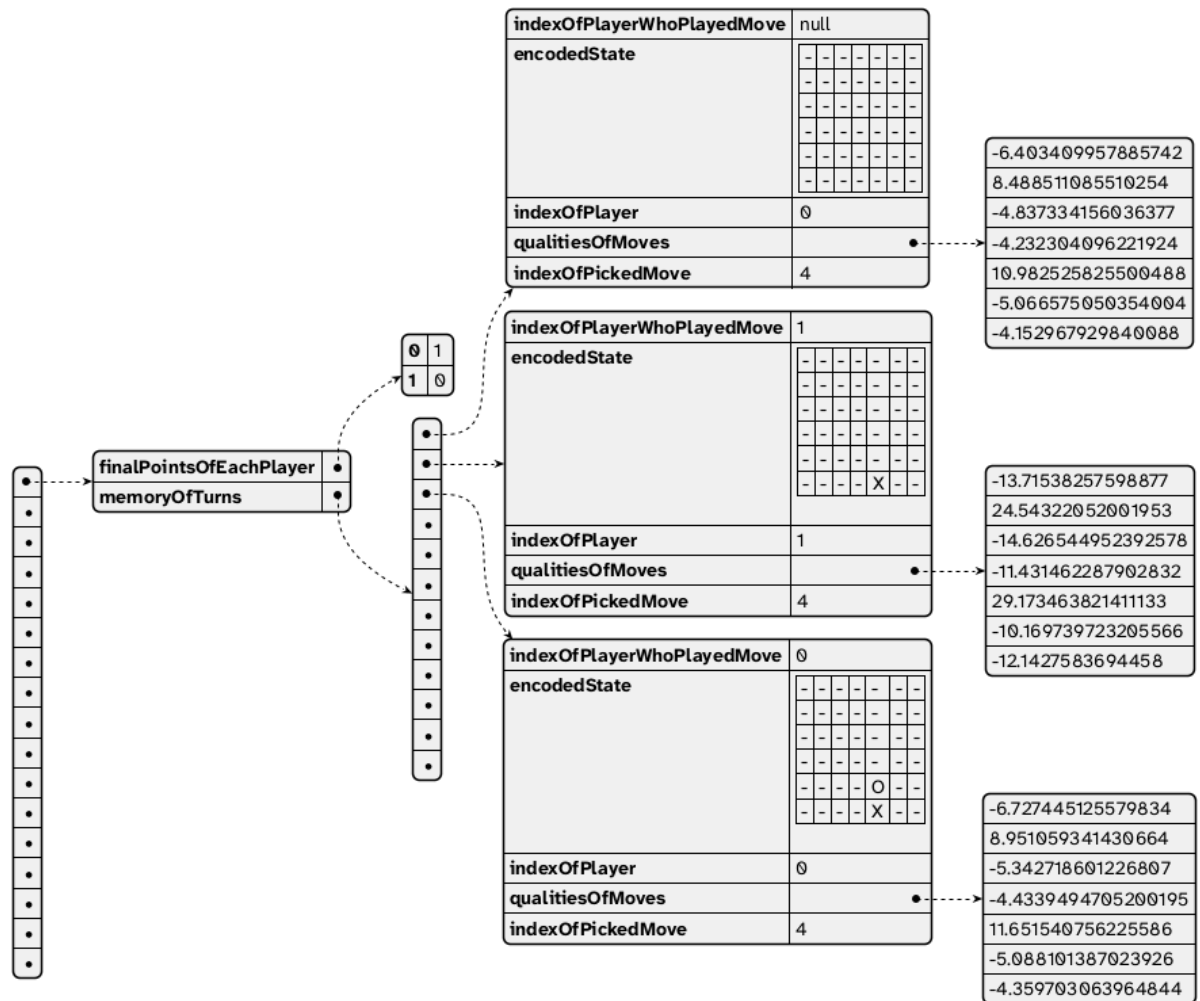 indexOfPlayerWhoPlayedMove null
encodedState
- - - - - - -
- - - - - - -
- - - - - - -
- - - - - - -
- - - - - - -
- - - - - - -
indexOfPlayer 0
qualitiesOfMoves
indexOfPickedMove 4
-6.403409957885742
8.488511085510254
-4.837334156036377
-4.232304096221924
10.982525825500488
-5.066575050354004
-4.152967929840088
0 1
1 0
finalPointsOfEachPlayer
memoryOfTurns
indexOfPlayerWhoPlayedMove 1
encodedState
- - - - - - -
- - - - - - -
- - - - - - -
- - - - - - -
- - - - - - -
- - - - X - -
indexOfPlayer 1
qualitiesOfMoves
indexOfPickedMove 4
-13.71538257598877
24.54322052001953
-14.626544952392578
-11.431462287902832
29.173463821411133
-10.169739723205566
-12.1427583694458
indexOfPlayerWhoPlayedMove 0
encodedState
- - - - - - -
- - - - - - -
- - - - - - -
- - - - - - -
- - - - O - -
- - - - X - -
indexOfPlayer 0
qualitiesOfMoves
indexOfPickedMove 4
-6.727445125579834
8.951059341430664
-5.342718601226807
-4.4339494705200195
11.651540756225586
-5.088101387023926
-4.359703063964844